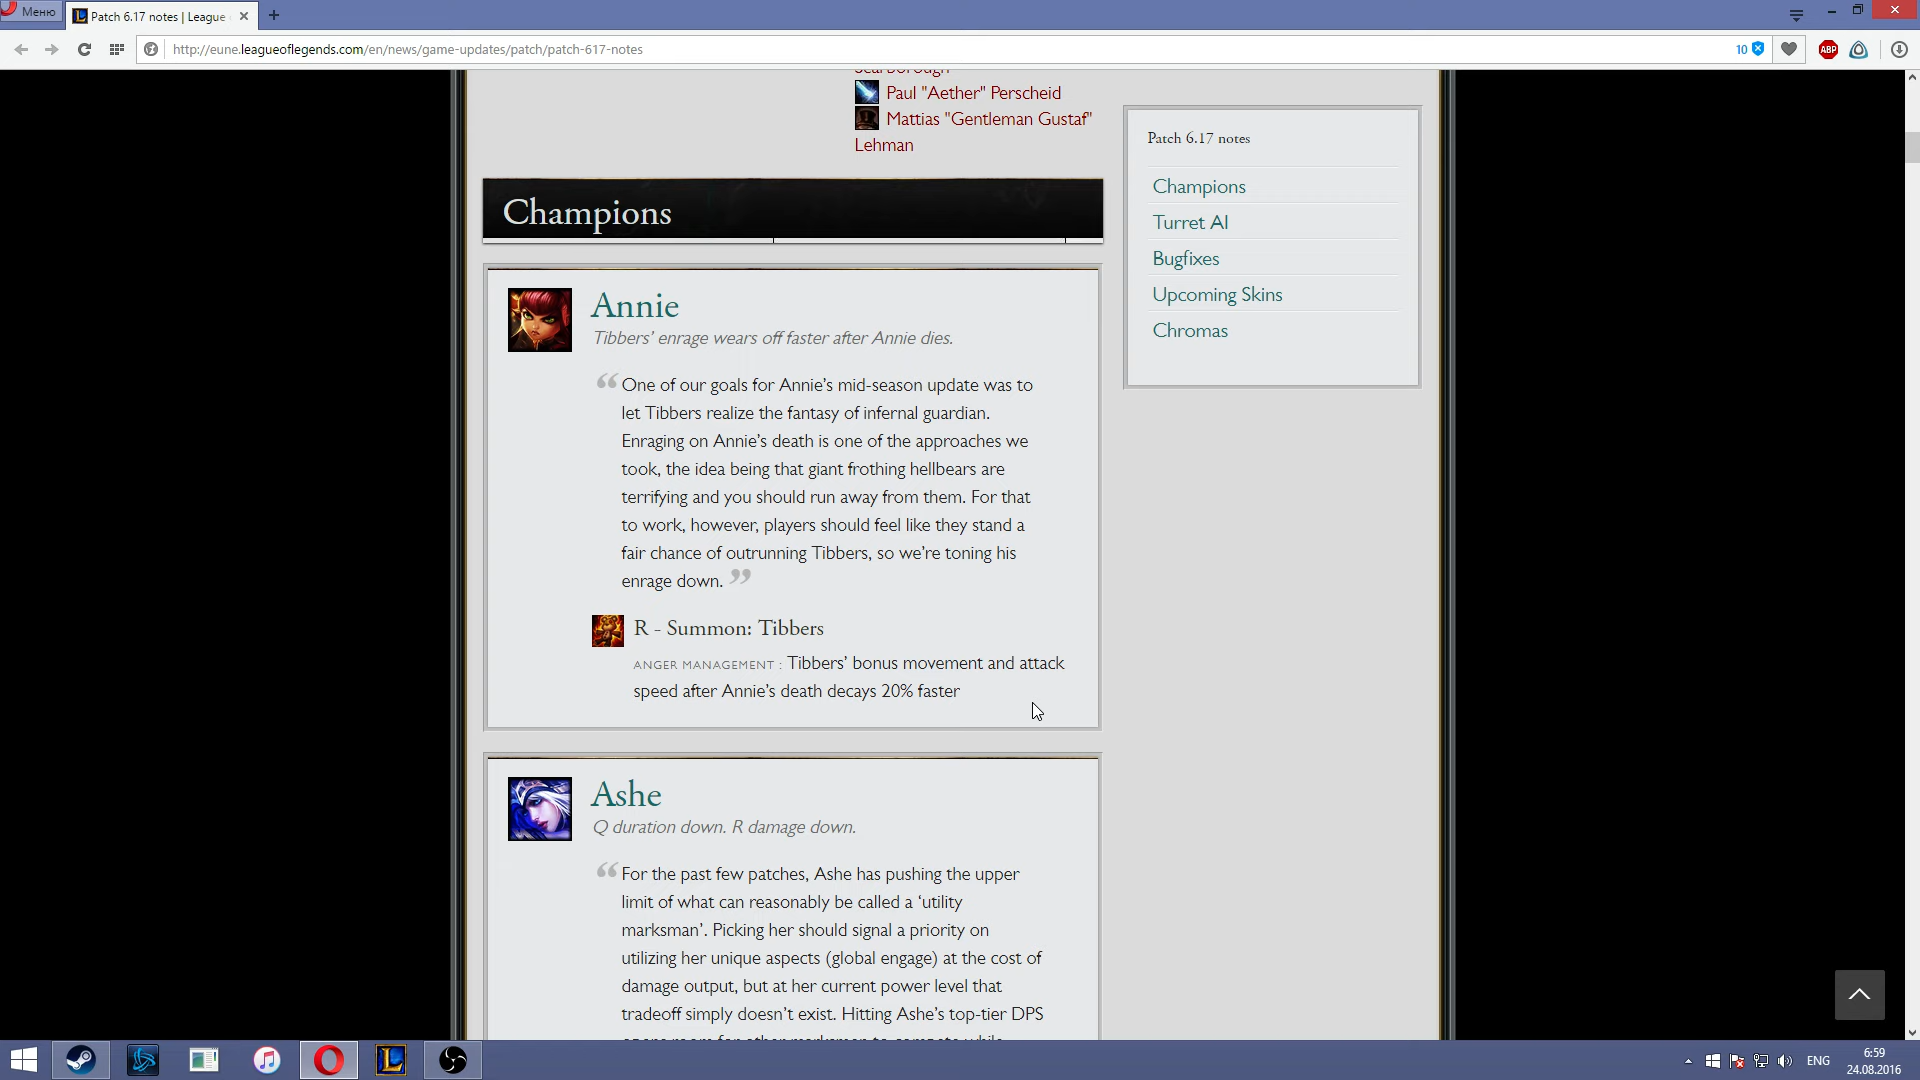 Меню
Patch 6.17 notes | League
http://eune.leagueoflegends.com/en/news/game-updates/patch/patch-617-notes
10
ABP
Scarborough
Paul "Aether" Perscheid
Mattias "Gentleman Gustaf"
Lehman
Champions
Annie
Tibbers’ enrage wears off faster after Annie dies.
“ One of our goals for Annie’s mid-season update was to
let Tibbers realize the fantasy of infernal guardian.
Enraging on Annie’s death is one of the approaches we
took, the idea being that giant frothing hellbears are
terrifying and you should run away from them. For that
to work, however, players should feel like they stand a
fair chance of outrunning Tibbers, so we’re toning his
enrage down. ”
R - Summon: Tibbers
ANGER MANAGEMENT : Tibbers’ bonus movement and attack
speed after Annie’s death decays 20% faster
Ashe
Q duration down. R damage down.
“ For the past few patches, Ashe has pushing the upper
limit of what can reasonably be called a ‘utility
marksman’. Picking her should signal a priority on
utilizing her unique aspects (global engage) at the cost of
damage output, but at her current power level that
tradeoff simply doesn’t exist. Hitting Ashe’s top-tier DPS
Patch 6.17 notes
Champions
Turret AI
Bugfixes
Upcoming Skins
Chromas
ENG
6:59
24.08.2016